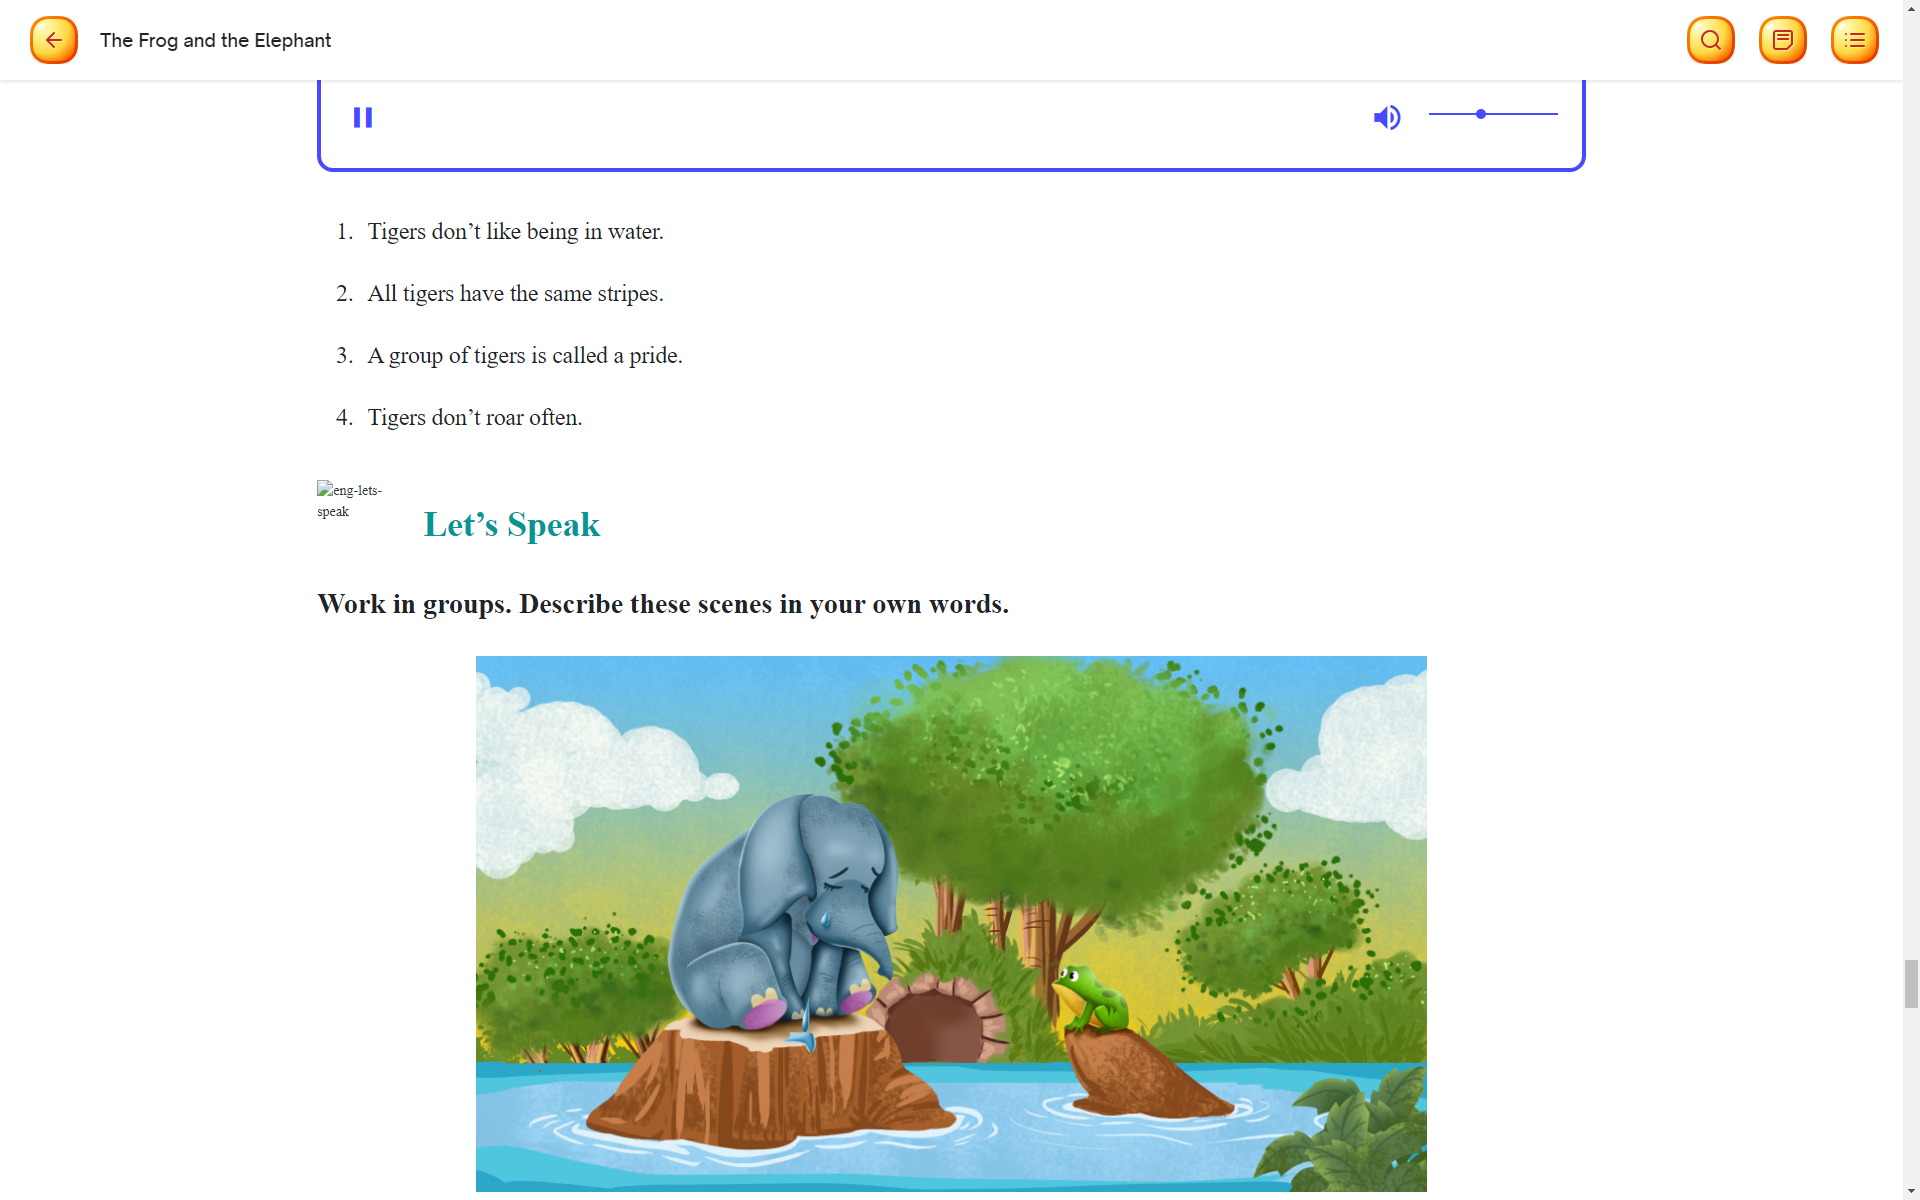 The Frog and the Elephant
1. Tigers don’t like being in water.
2. All tigers have the same stripes.
3. A group of tigers is called a pride.
4. Tigers don’t roar often.
eng-lets-
speak
Let’s Speak
Work in groups. Describe these scenes in your own words.